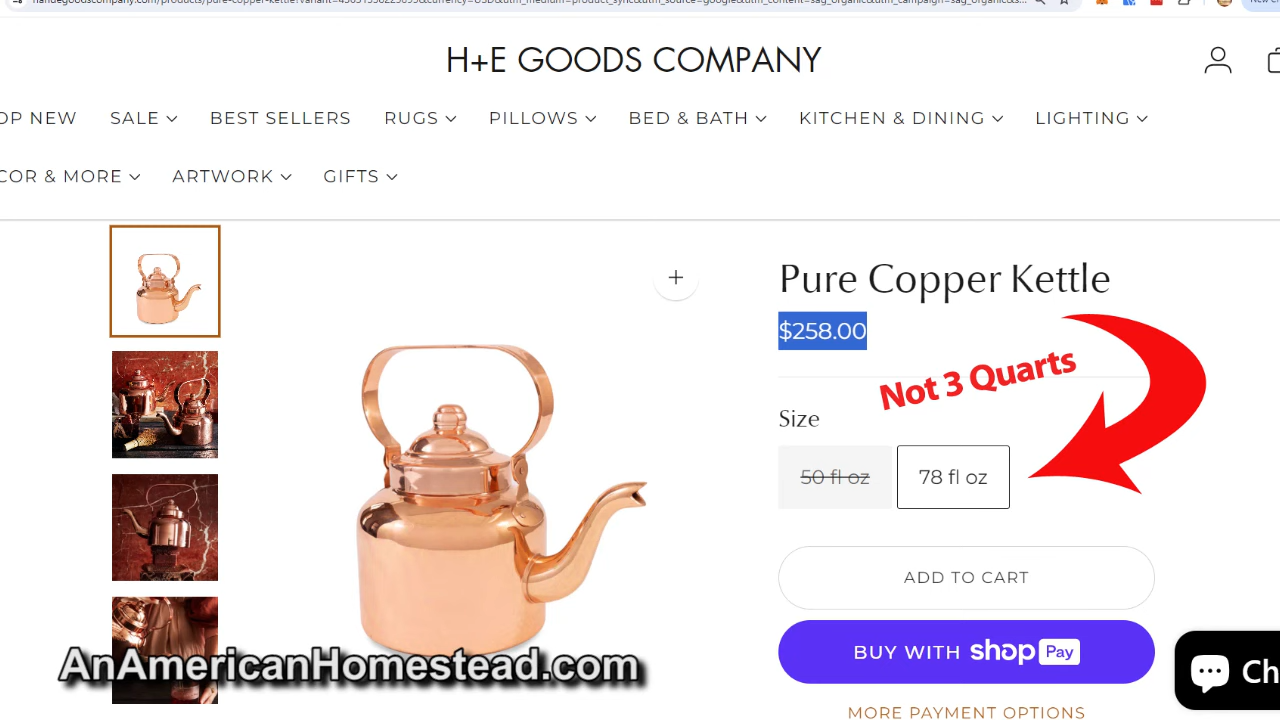 H+E GOODS COMPANY
OP NEW SALE BEST SELLERS RUGS PILLOWS BED & BATH KITCHEN & DINING LIGHTING
COR & MORE ARTWORK GIFTS
Pure Copper Kettle
$258.00
Not 3 Quarts
Size
50 fl oz 78 fl oz
ADD TO CART
BUY WITH shop Pay
Ch
MORE PAYMENT OPTIONS
AnAmericanHomestead.com